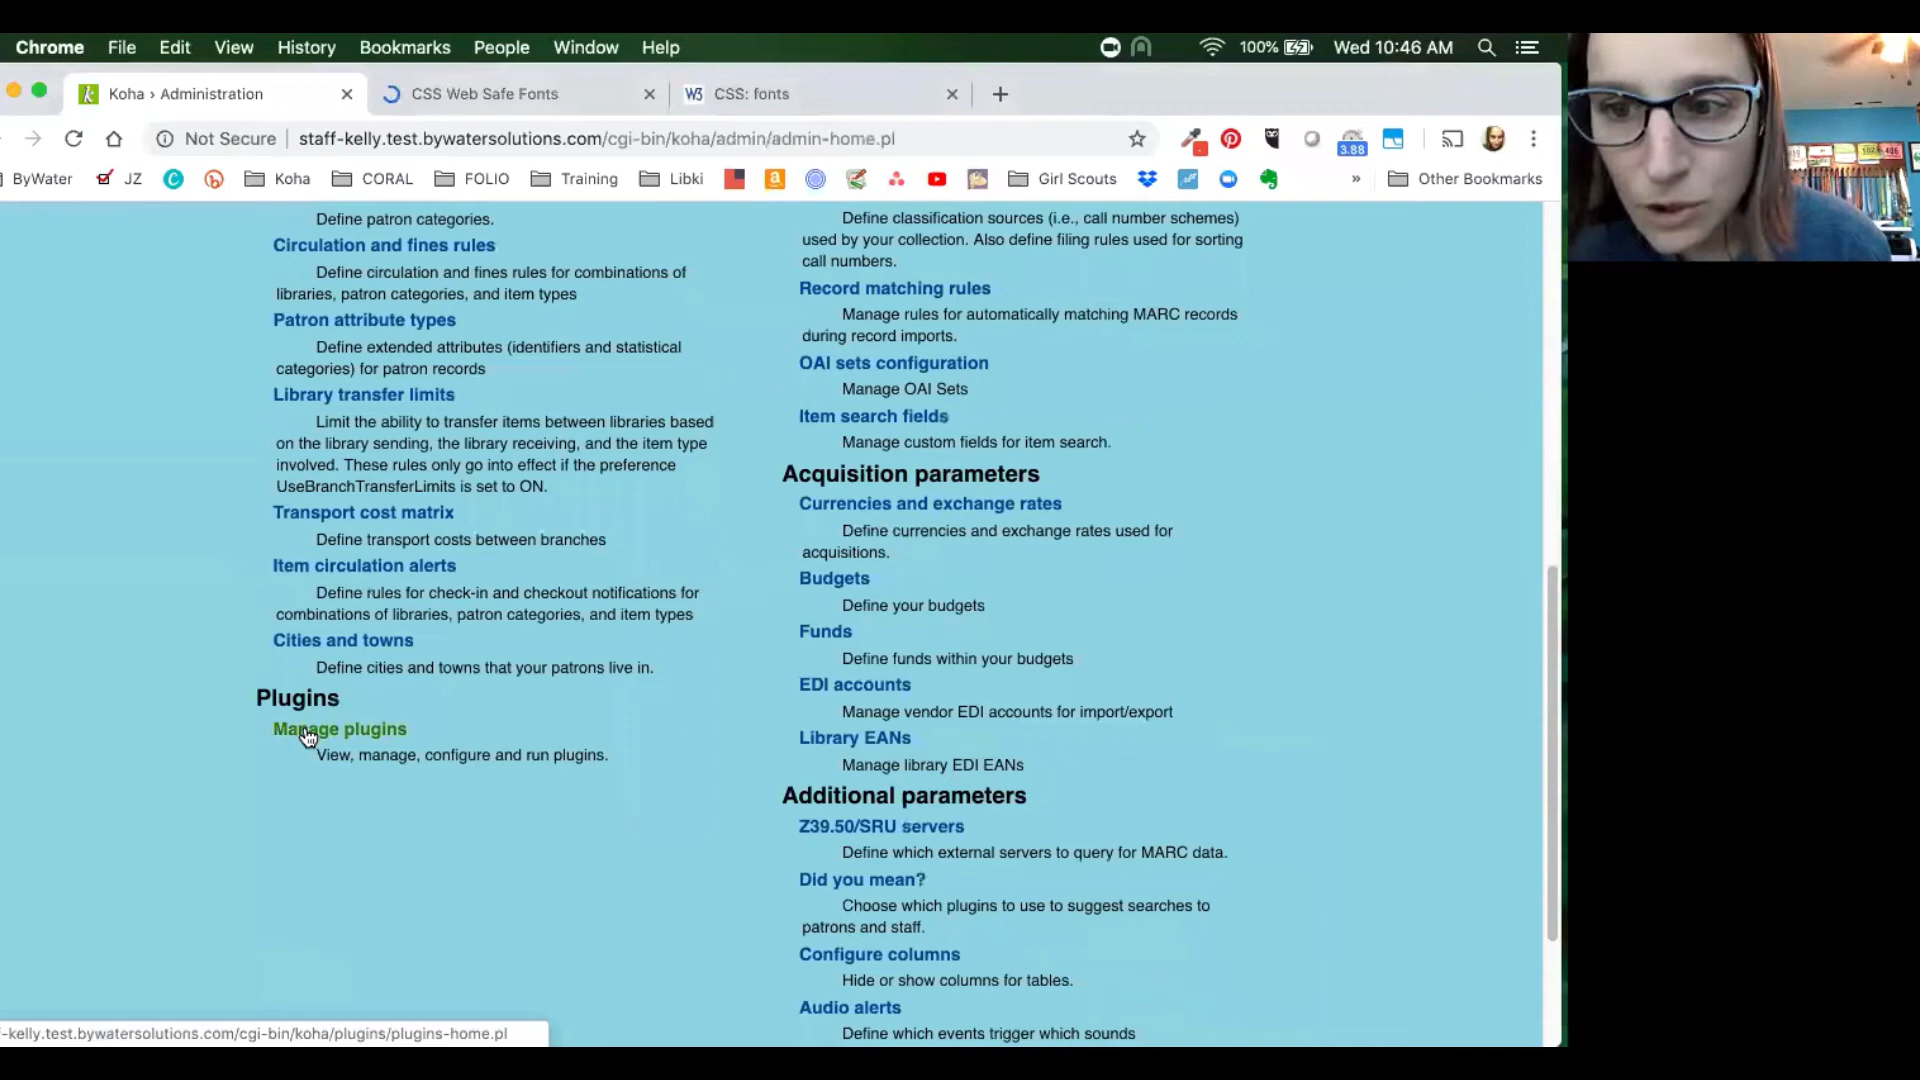 Chrome File Edit View History Bookmarks People Window Help 100% Wed 10:46 AM
Koha › Administration CSS Web Safe Fonts W3 CSS: fonts
Not Secure staff-kelly.test.bywatersolutions.com/cgi-bin/koha/admin/admin-home.pl 3.88
ByWater JZ Koha CORAL FOLIO Training Libki Girl Scouts » Other Bookmarks
Define patron categories.
Circulation and fines rules
Define circulation and fines rules for combinations of
libraries, patron categories, and item types
Patron attribute types
Define extended attributes (identifiers and statistical
categories) for patron records
Library transfer limits
Limit the ability to transfer items between libraries based
on the library sending, the library receiving, and the item type
involved. These rules only go into effect if the preference
UseBranchTransferLimits is set to ON.
Transport cost matrix
Define transport costs between branches
Item circulation alerts
Define rules for check-in and checkout notifications for
combinations of libraries, patron categories, and item types
Cities and towns
Define cities and towns that your patrons live in.
Plugins
Manage plugins
View, manage, configure and run plugins.
Define classification sources (i.e., call number schemes)
used by your collection. Also define filing rules used for sorting
call numbers.
Record matching rules
Manage rules for automatically matching MARC records
during record imports.
OAI sets configuration
Manage OAI Sets
Item search fields
Manage custom fields for item search.
Acquisition parameters
Currencies and exchange rates
Define currencies and exchange rates used for
acquisitions.
Budgets
Define your budgets
Funds
Define funds within your budgets
EDI accounts
Manage vendor EDI accounts for import/export
Library EANs
Manage library EDI EANs
Additional parameters
Z39.50/SRU servers
Define which external servers to query for MARC data.
Did you mean?
Choose which plugins to use to suggest searches to
patrons and staff.
Configure columns
Hide or show columns for tables.
Audio alerts
Define which events trigger which sounds
f-kelly.test.bywatersolutions.com/cgi-bin/koha/plugins/plugins-home.pl